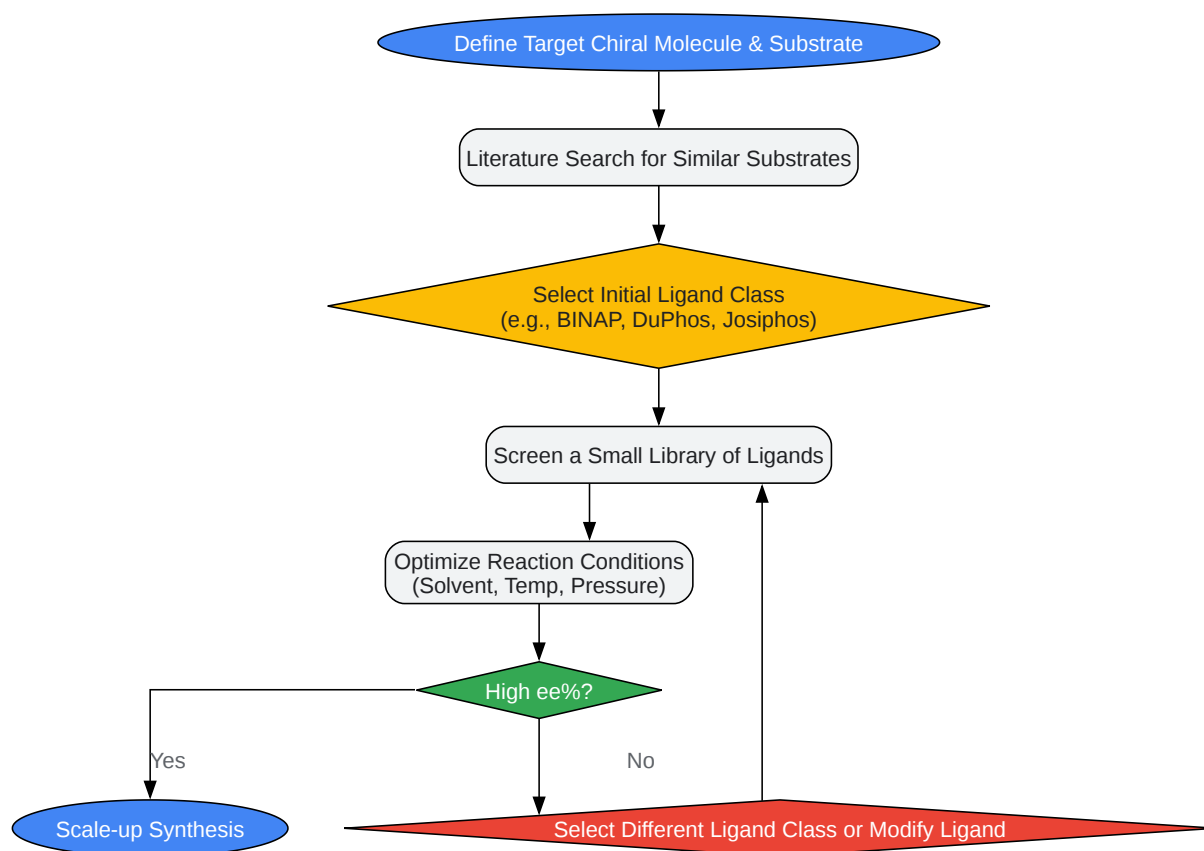 Define Target Chiral Molecule & Substrate
Literature Search for Similar Substrates
Select Initial Ligand Class
(e.g., BINAP, DuPhos, Josiphos)
Screen a Small Library of Ligands
Optimize Reaction Conditions
(Solvent, Temp, Pressure)
High ee%?
Yes
No
Scale-up Synthesis
Select Different Ligand Class or Modify Ligand